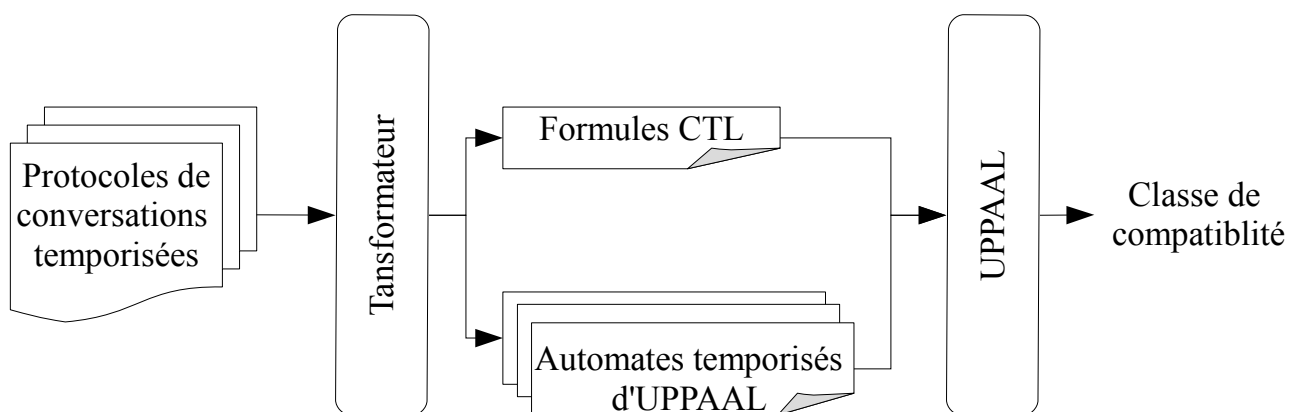 Protocoles de
conversations
temporisées
Tansformateur
Formules CTL
Automates temporisés
d'UPPAAL
UPPAAL
Classe de
compatiblité